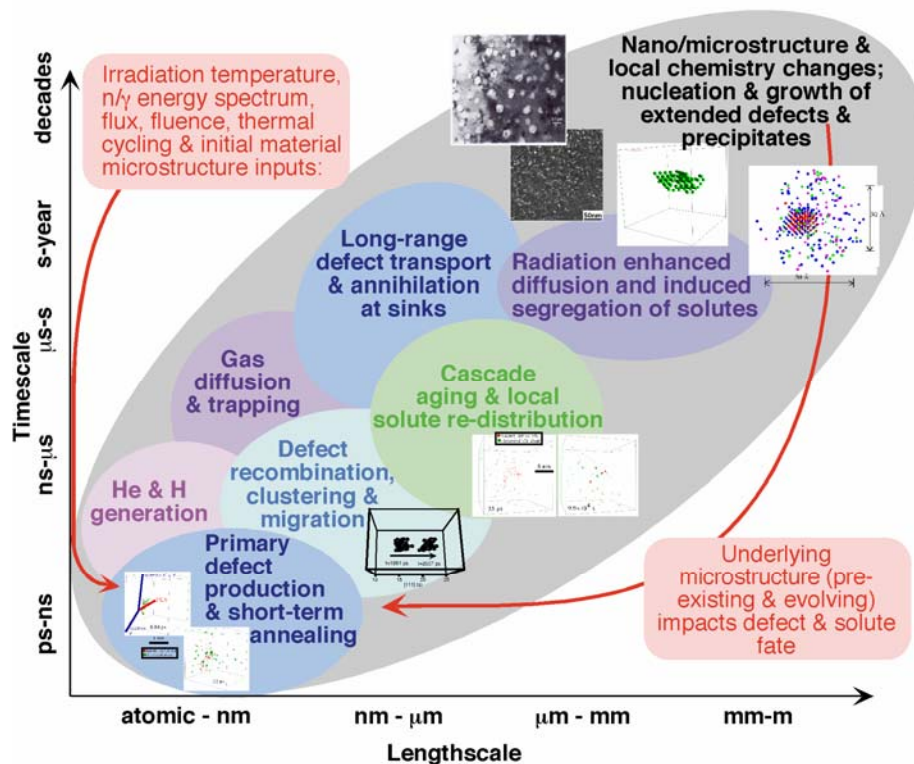 Irradiation temperature,
n/γ energy spectrum,
flux, fluence, thermal
cycling & initial material
microstructure inputs:
Nano/microstructure &
local chemistry changes;
nucleation & growth of
extended defects &
precipitates
50nm
Long-range
defect transport
& annihilation
at sinks
Radiation enhanced
diffusion and induced
segregation of solutes
Gas
diffusion
& trapping
Cascade
aging & local
solute re-distribution
Defect
recombination,
clustering &
migration
He & H
generation
Primary
defect
production
& short-term
annealing
Underlying
microstructure (pre-
existing & evolving)
impacts defect & solute
fate
Timescale
decades
s-year
μs-s
ns-μs
ps-ns
atomic - nm
nm - μm
μm - mm
mm-m
Lengthscale